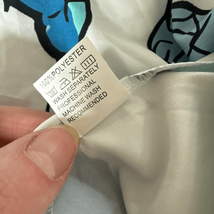 100%POLYESTER
WASH SEPARATELY
PROFESSIONAL
MACHINE WASH
RECOMMENDED